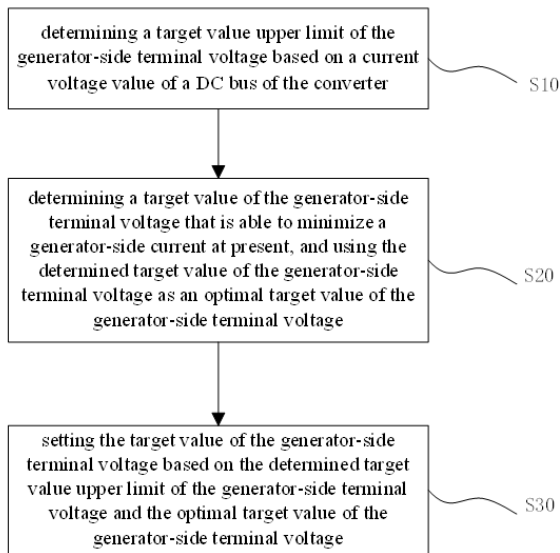 determining a target value upper limit of the
generator-side terminal voltage based on a current
voltage value of a DC bus of the converter
S10
determining a target value of the generator-side
terminal voltage that is able to minimize a
generator-side current at present, and using the
determined target value of the generator-side
terminal voltage as an optimal target value of the
generator-side terminal voltage
S20
setting the target value of the generator-side
terminal voltage based on the determined target
value upper limit of the generator-side terminal
voltage and the optimal target value of the
generator-side terminal voltage
S30